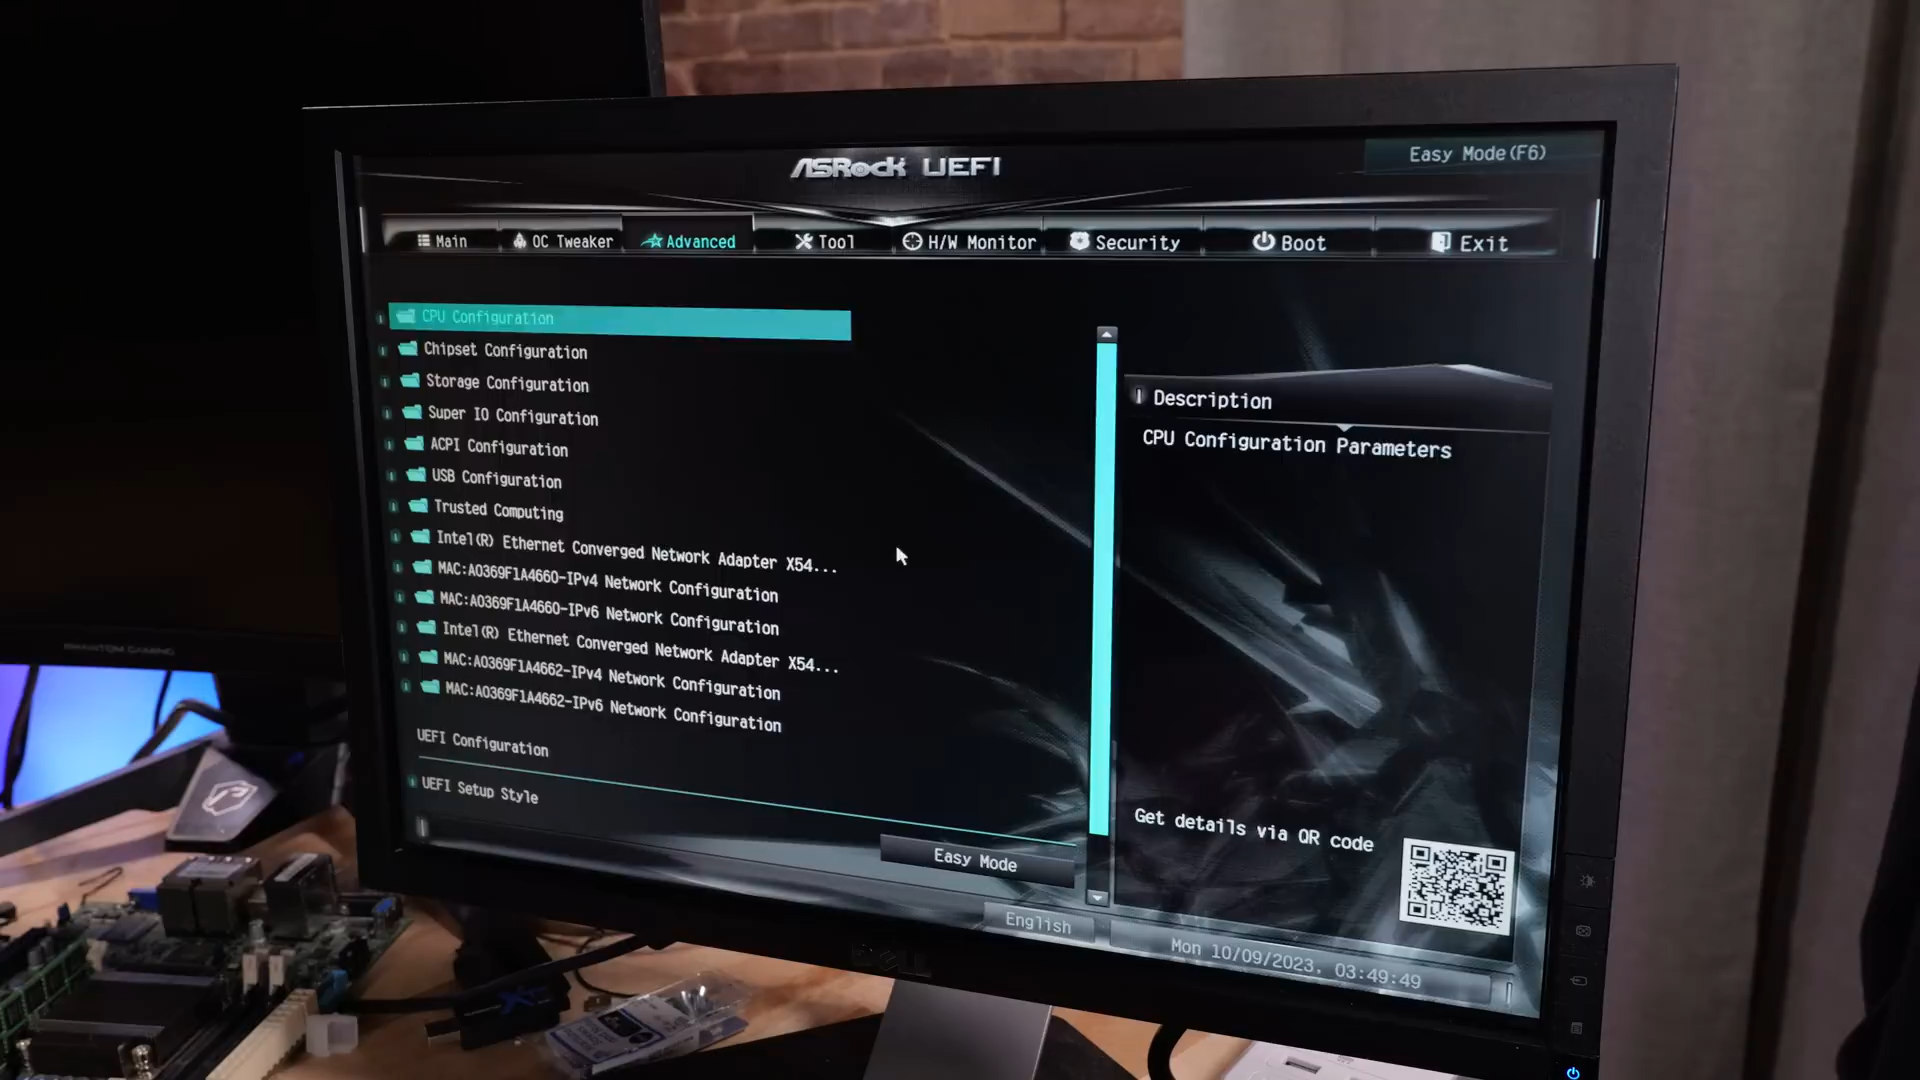 ASRock UEFI
Easy Mode(F6)
Main
OC Tweaker
Advanced
Tool
H/W Monitor
Security
Boot
Exit
CPU Configuration
Chipset Configuration
Storage Configuration
Super IO Configuration
ACPI Configuration
USB Configuration
Trusted Computing
Intel(R) Ethernet Converged Network Adapter X54...
MAC:A0369F1A4660-IPv4 Network Configuration
MAC:A0369F1A4660-IPv6 Network Configuration
Intel(R) Ethernet Converged Network Adapter X54...
MAC:A0369F1A4662-IPv4 Network Configuration
MAC:A0369F1A4662-IPv6 Network Configuration
UEFI Configuration
UEFI Setup Style
Easy Mode
Description
CPU Configuration Parameters
Get details via QR code
English
Mon 10/09/2023. 03:49:49
DELL
PHANTOM GAMING